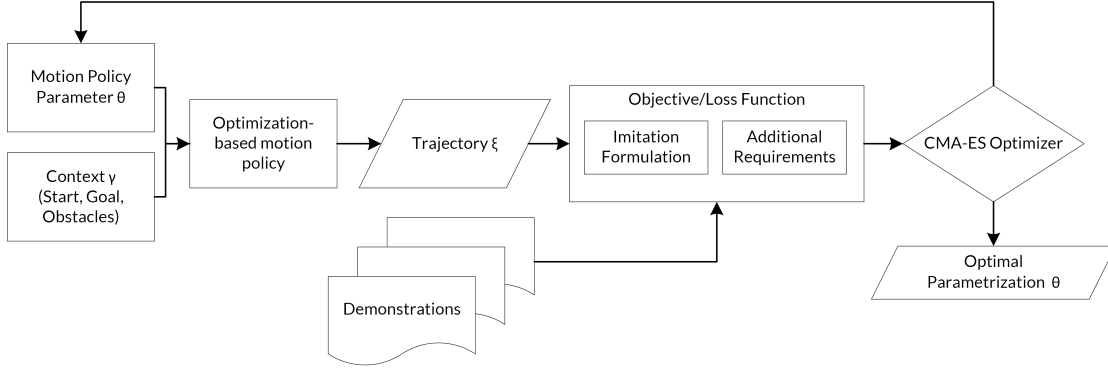 Motion Policy
Parameter θ
Context γ
(Start, Goal,
Obstacles)
Optimization-
based motion
policy
Trajectory ξ
Objective/Loss Function
Imitation
Formulation
Additional
Requirements
CMA-ES Optimizer
Optimal
Parametrization θ
Demonstrations